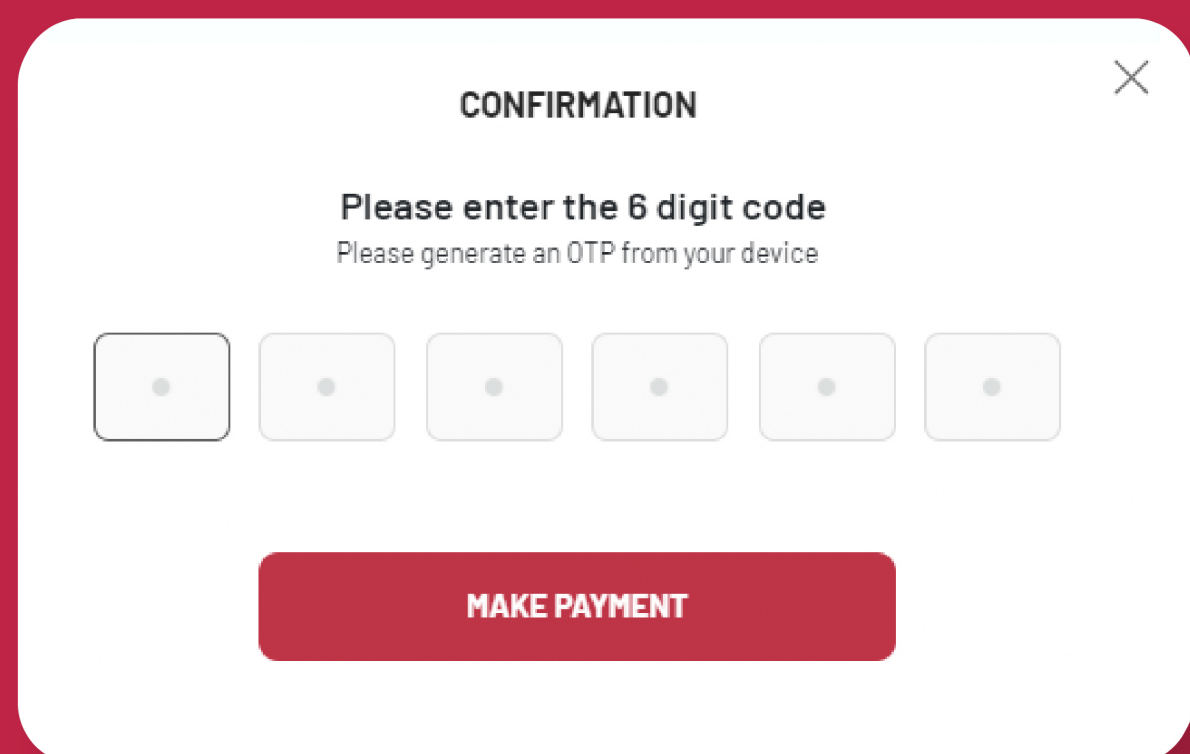 CONFIRMATION
Please enter the 6 digit code
Please generate an OTP from your device
MAKE PAYMENT